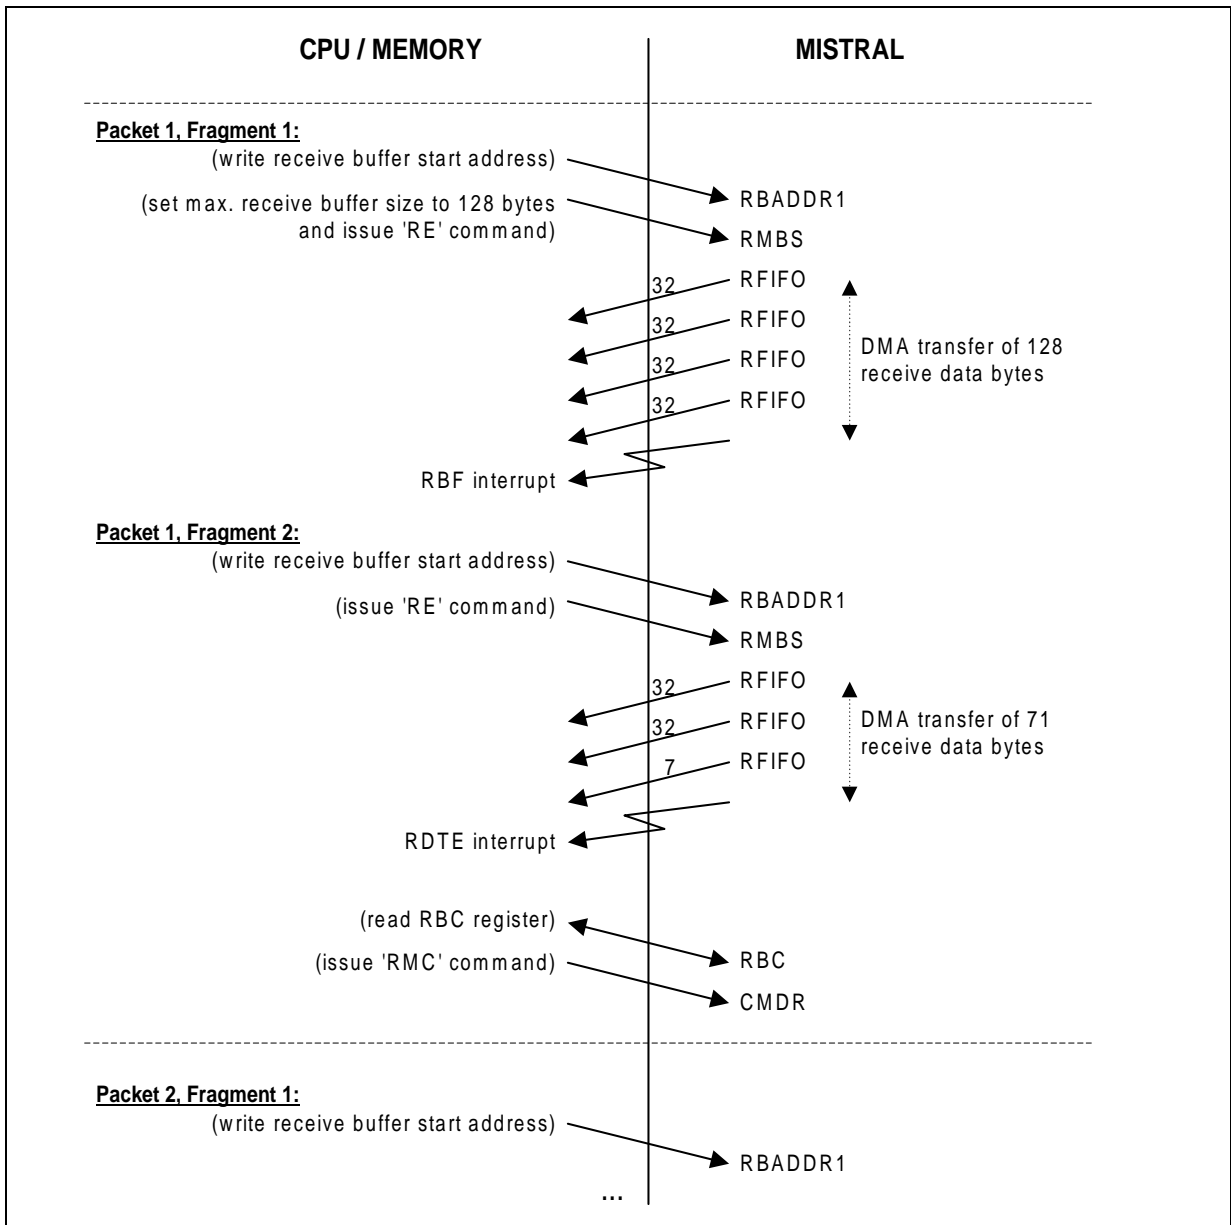 CPU / MEMORY MISTRAL
Packet 1, Fragment 1:
(write receive buffer start address)
RBADDR1
(set max. receive buffer size to 128 bytes
and issue 'RE' command)
RMBS
32 RFIFO
32 RFIFO
32 RFIFO
32 RFIFO
DMA transfer of 128
receive data bytes
RBF interrupt
Packet 1, Fragment 2:
(write receive buffer start address)
RBADDR1
(issue 'RE' command)
RMBS
32 RFIFO
32 RFIFO
7 RFIFO
DMA transfer of 71
receive data bytes
RDTE interrupt
(read RBC register)
RBC
(issue 'RMC' command)
CMDR
Packet 2, Fragment 1:
(write receive buffer start address)
RBADDR1
...